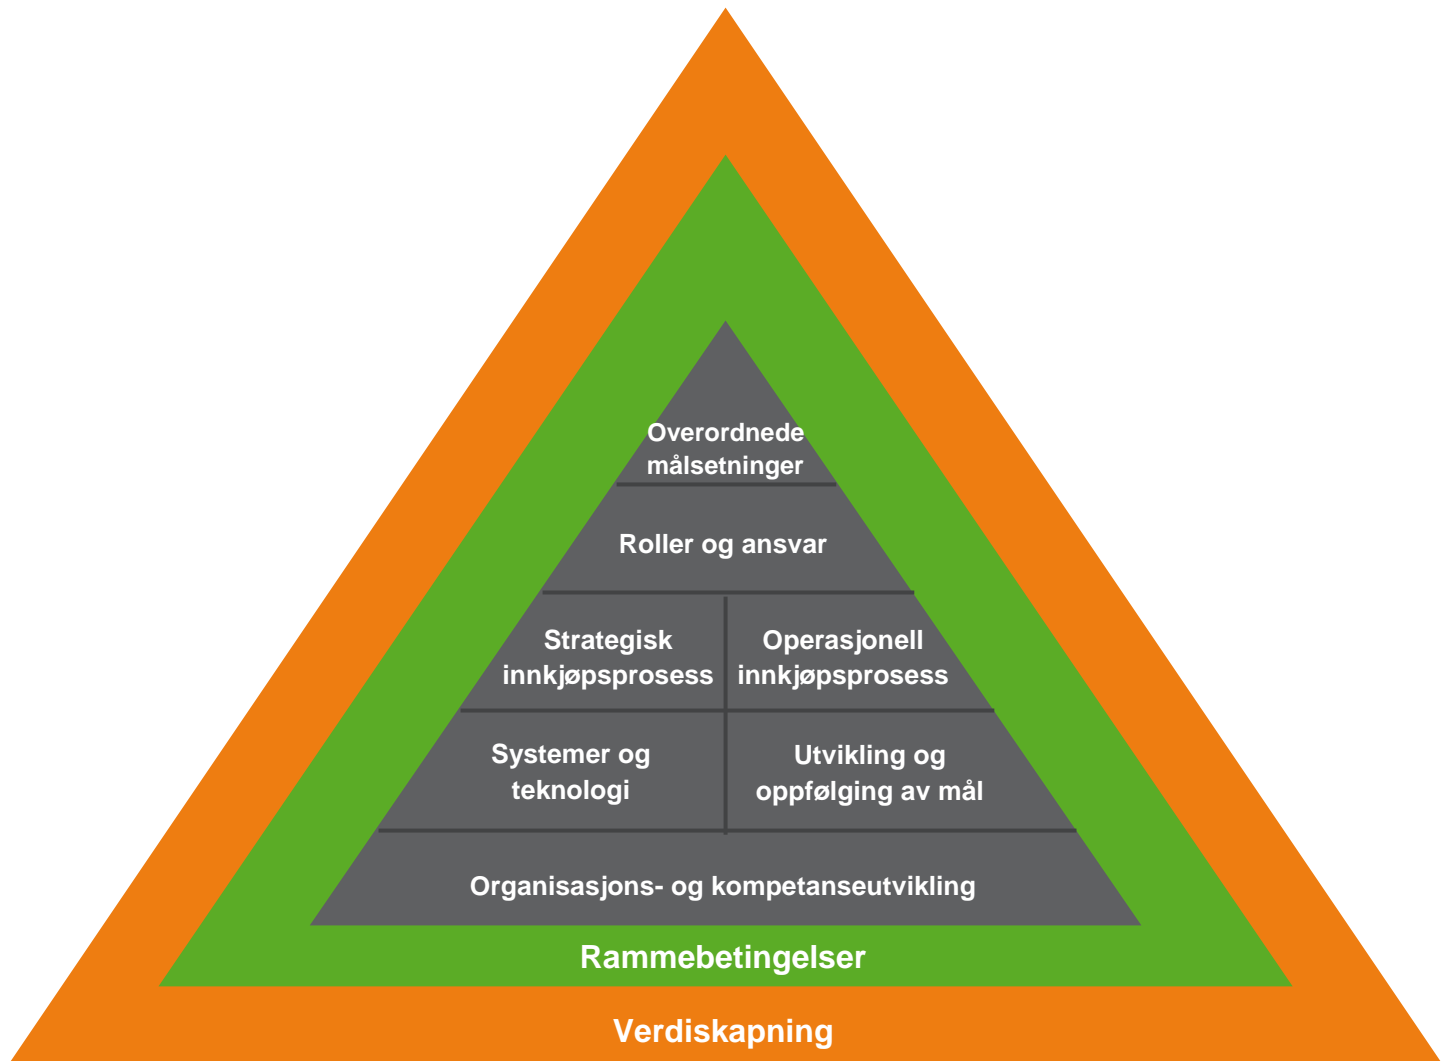 Overordnede
målsetninger
Roller og ansvar
Strategisk
innkjøpsprosess
Operasjonell
innkjøpsprosess
Systemer og
teknologi
Utvikling og
oppfølging av mål
Organisasjons- og kompetanseutvikling
Rammebetingelser
Verdiskapning